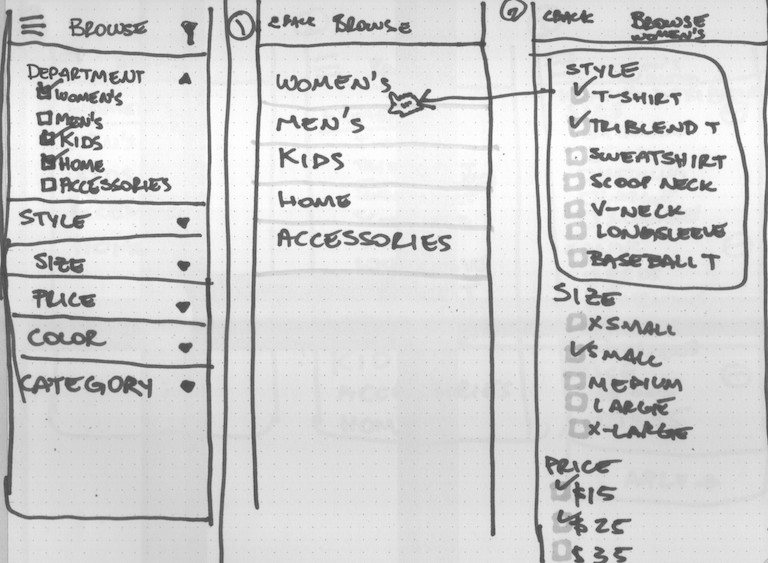 BROWSE
DEPARTMENT
WOMEN'S
MEN'S
KIDS
HOME
ACCESSORIES
STYLE
SIZE
PRICE
COLOR
CATEGORY
1
BACK BROWSE
WOMEN'S
MEN'S
KIDS
HOME
ACCESSORIES
2
BACK BROWSE
WOMEN'S
STYLE
T-SHIRT
TRIBLEND T
SWEATSHIRT
SCOOP NECK
V-NECK
LONGSLEEVE
BASEBALL T
SIZE
XSMALL
SMALL
MEDIUM
LARGE
X-LARGE
PRICE
$15
$25
$35